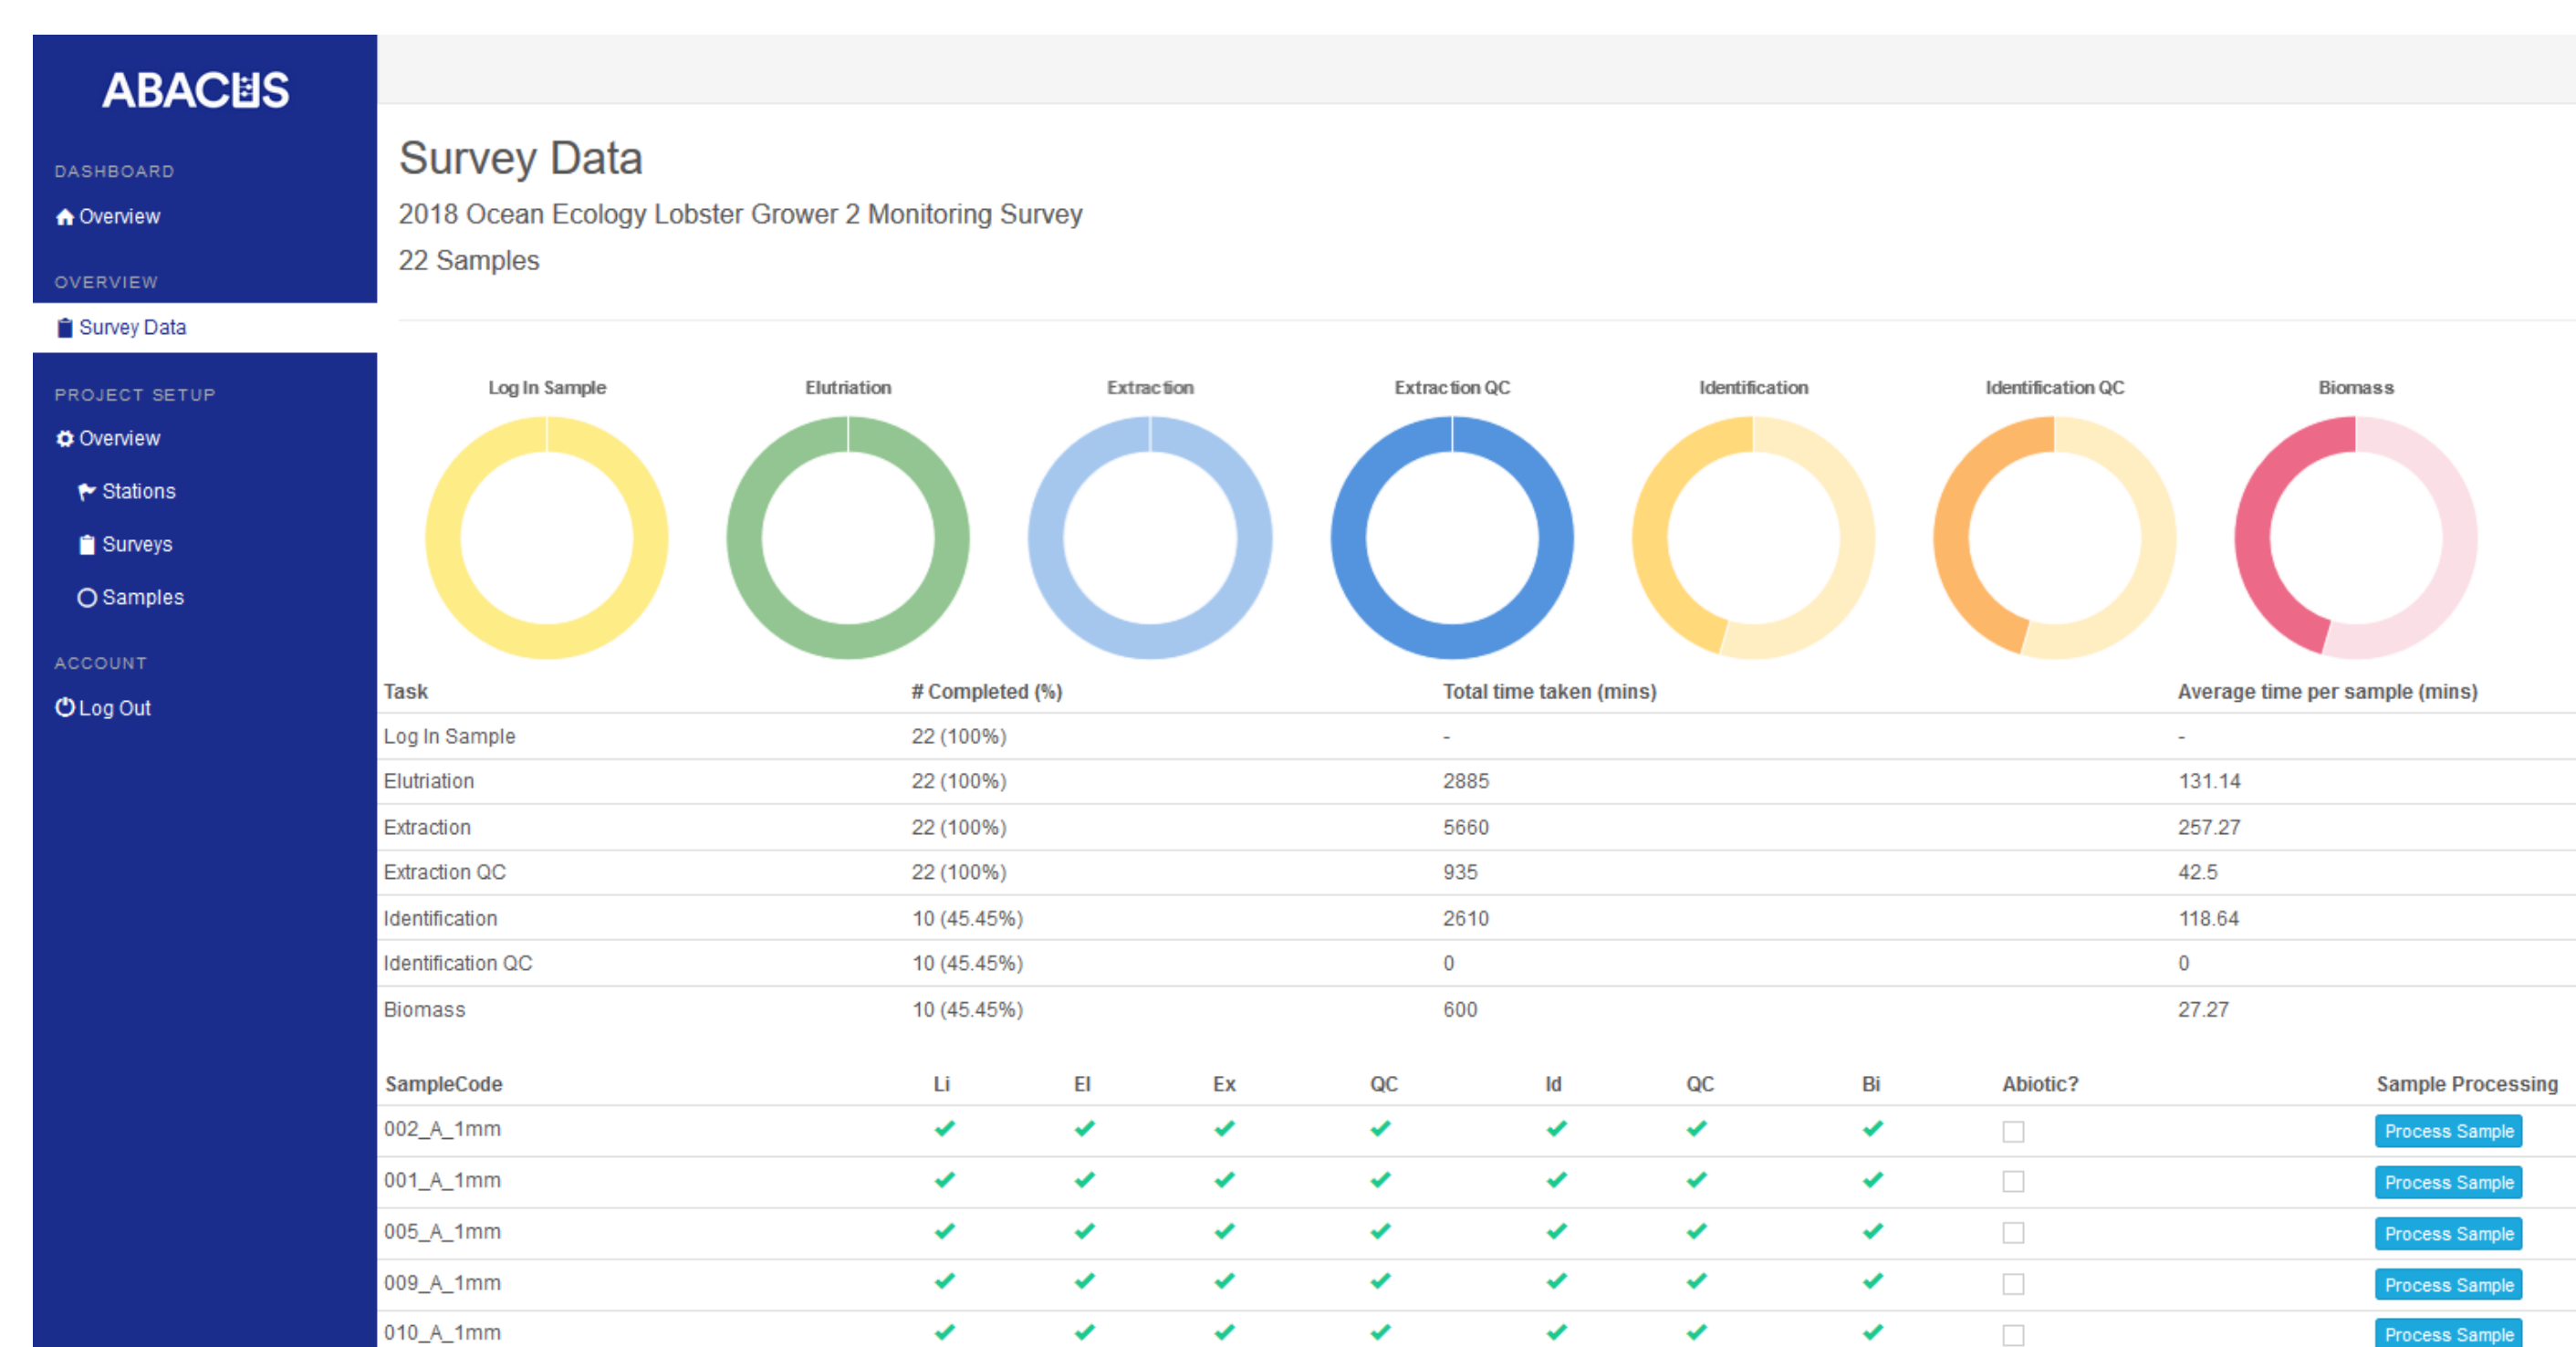 ABACUS
DASHBOARD
Overview
OVERVIEW
Survey Data
PROJECT SETUP
Overview
Stations
Surveys
Samples
ACCOUNT
Log Out
Survey Data
2018 Ocean Ecology Lobster Grower 2 Monitoring Survey
22 Samples
Log In Sample Elutriation Extraction Extraction QC Identification Identification QC Biomass
Task # Completed (%) Total time taken (mins) Average time per sample (mins)
Log In Sample 22 (100%) - -
Elutriation 22 (100%) 2885 131.14
Extraction 22 (100%) 5660 257.27
Extraction QC 22 (100%) 935 42.5
Identification 10 (45.45%) 2610 118.64
Identification QC 10 (45.45%) 0 0
Biomass 10 (45.45%) 600 27.27
SampleCode Li El Ex QC Id QC Bi Abiotic? Sample Processing
002_A_1mm Process Sample
001_A_1mm Process Sample
005_A_1mm Process Sample
009_A_1mm Process Sample
010_A_1mm Process Sample